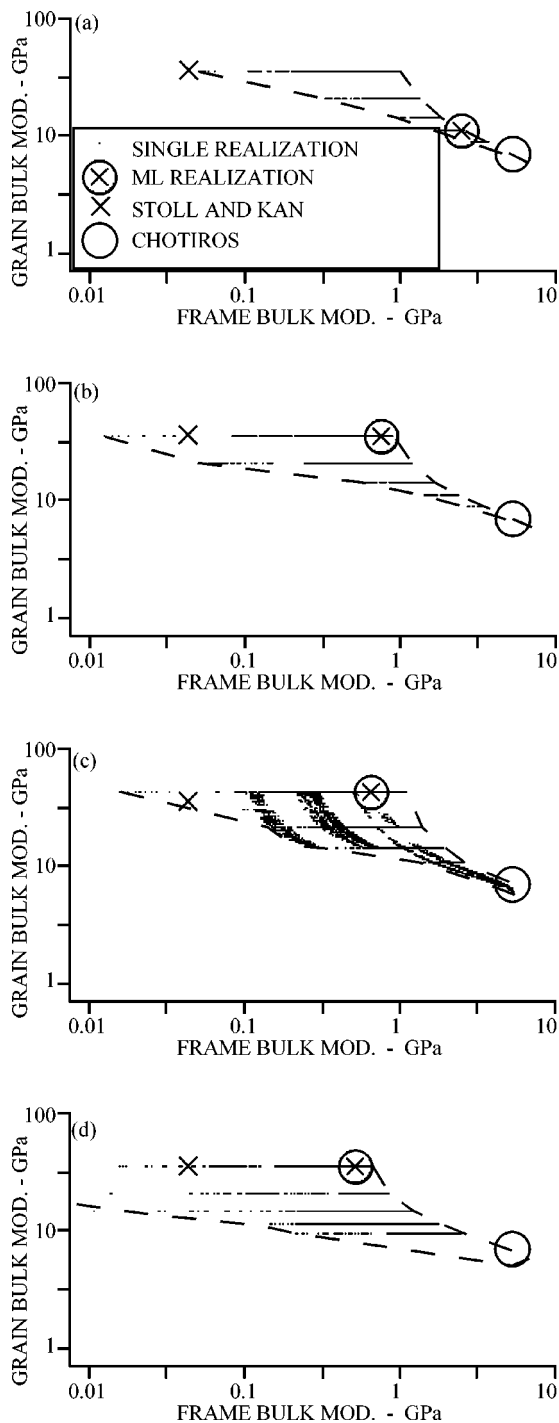 (a)
GRAIN BULK MOD. - GPa
10
1
SINGLE REALIZATION
ML REALIZATION
STOLL AND KAN
CHOTIROS
0.01 0.1 1 10
FRAME BULK MOD. - GPa
(b)
GRAIN BULK MOD. - GPa
100
10
1
0.01 0.1 1 10
FRAME BULK MOD. - GPa
(c)
GRAIN BULK MOD. - GPa
100
10
1
0.01 0.1 1 10
FRAME BULK MOD. - GPa
(d)
GRAIN BULK MOD. - GPa
100
10
1
0.01 0.1 1 10
FRAME BULK MOD. - GPa